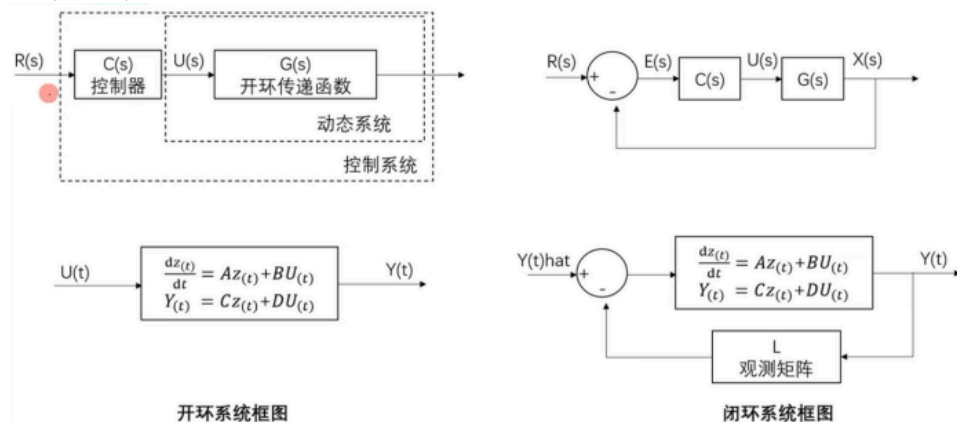 R(s)
C(s)
控制器
U(s)
G(s)
开环传递函数
动态系统
控制系统
R(s)
+
-
E(s)
C(s)
U(s)
G(s)
X(s)
U(t)
dz(t)/dt = Az(t)+BU(t)
Y(t) = Cz(t)+DU(t)
Y(t)
Y(t)hat
+
-
dz(t)/dt = Az(t)+BU(t)
Y(t) = Cz(t)+DU(t)
Y(t)
L
观测矩阵
开环系统框图
闭环系统框图